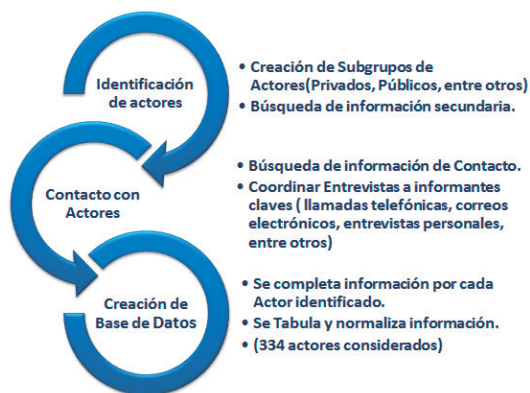 Identificación
de actores
• Creación de Subgrupos de
Actores(Privados, Públicos, entre otros)
• Búsqueda de información secundaria.
Contacto con
Actores
• Búsqueda de información de Contacto.
• Coordinar Entrevistas a informantes
claves ( llamadas telefónicas, correos
electrónicos, entrevistas personales,
entre otros)
Creación de
Base de Datos
• Se completa información por cada
Actor identificado.
• Se Tabula y normaliza información.
• (334 actores considerados)